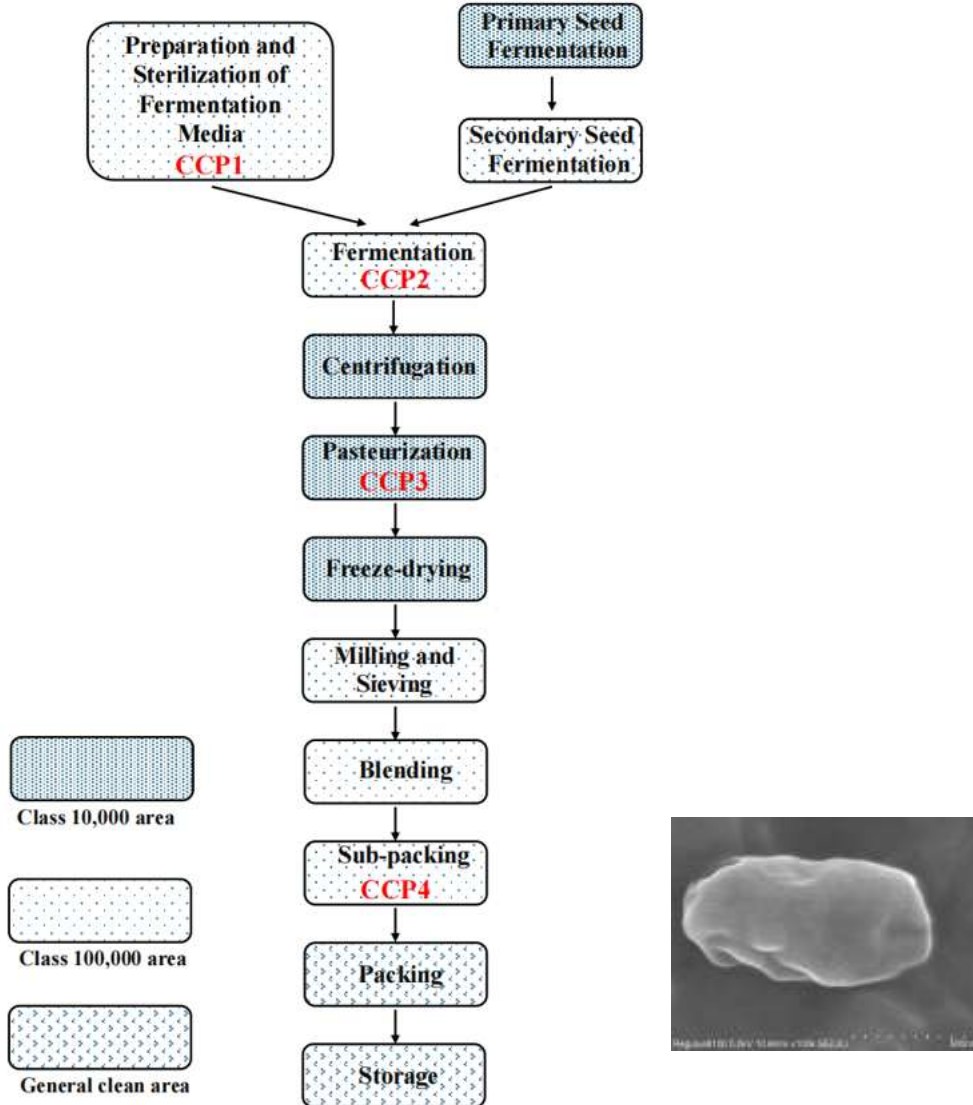 Preparation and
Sterilization of
Fermentation
Media
CCP1
Primary Seed
Fermentation
Secondary Seed
Fermentation
Fermentation
CCP2
Centrifugation
Pasteurization
CCP3
Freeze-drying
Milling and
Sieving
Blending
Sub-packing
CCP4
Packing
Storage
Class 10,000 area
Class 100,000 area
General clean area